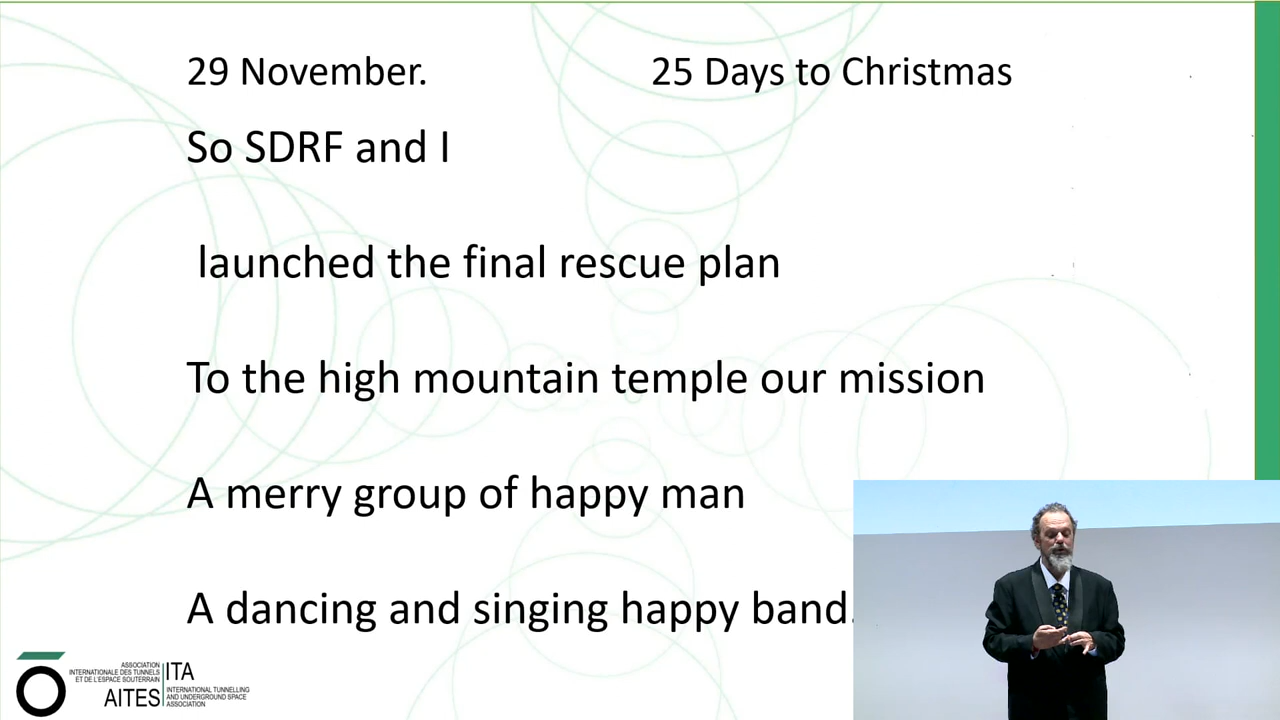 29 November. 25 Days to Christmas
So SDRF and I
launched the final rescue plan
To the high mountain temple our mission
A merry group of happy man
A dancing and singing happy band.
ASSOCIATION
INTERNATIONALE DES TUNNELS
ET DE L'ESPACE SOUTERRAIN
AITES
ITA
INTERNATIONAL TUNNELLING
AND UNDERGROUND SPACE
ASSOCIATION